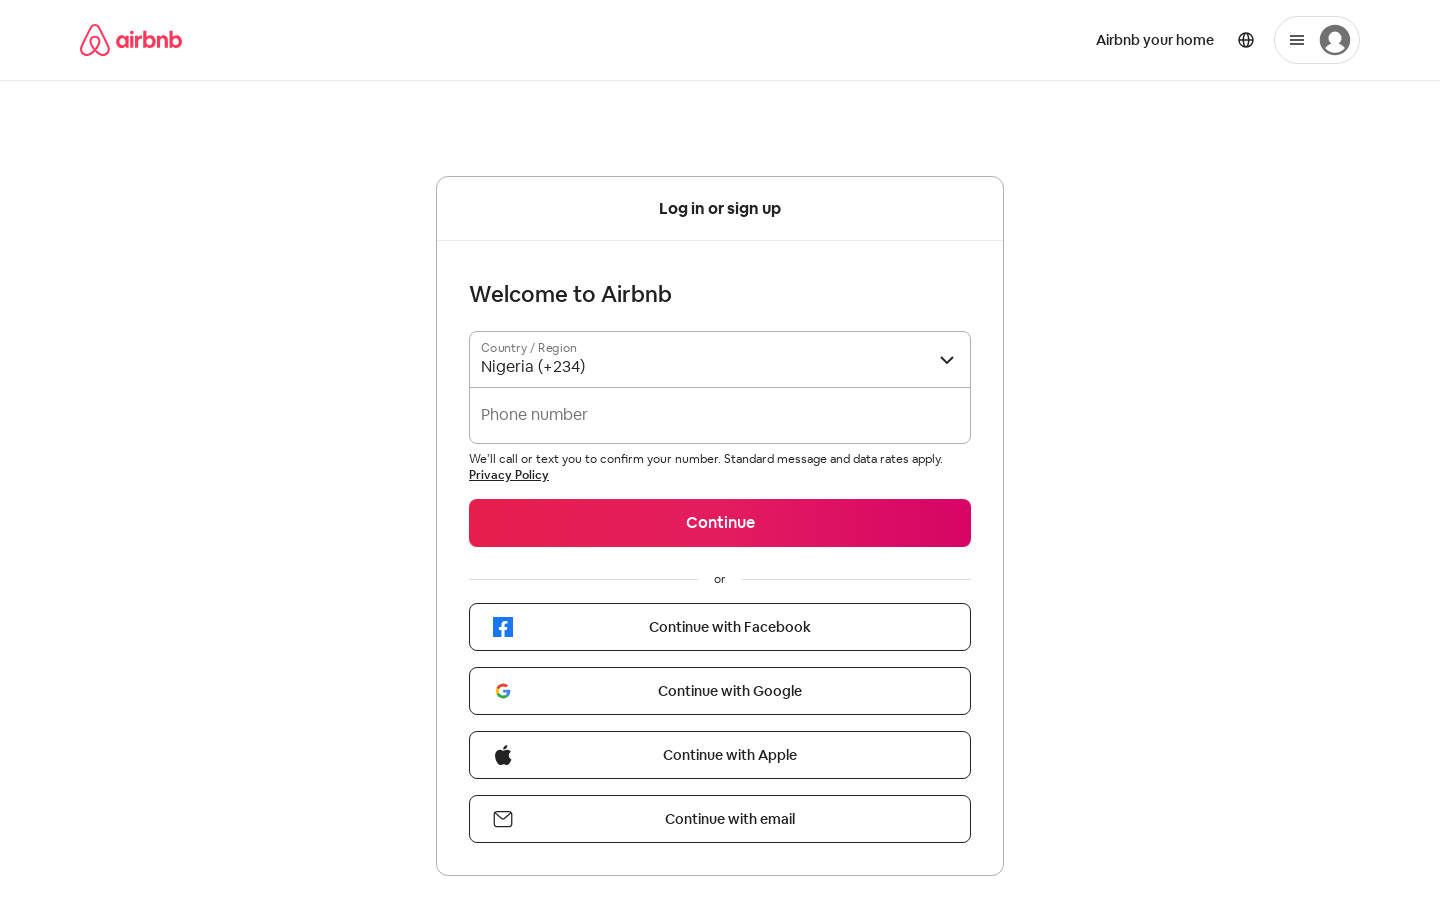 airbnb
Airbnb your home
Log in or sign up
Welcome to Airbnb
Country / Region
Nigeria (+234)
Phone number
We’ll call or text you to confirm your number. Standard message and data rates apply.
Privacy Policy
Continue
or
Continue with Facebook
Continue with Google
Continue with Apple
Continue with email